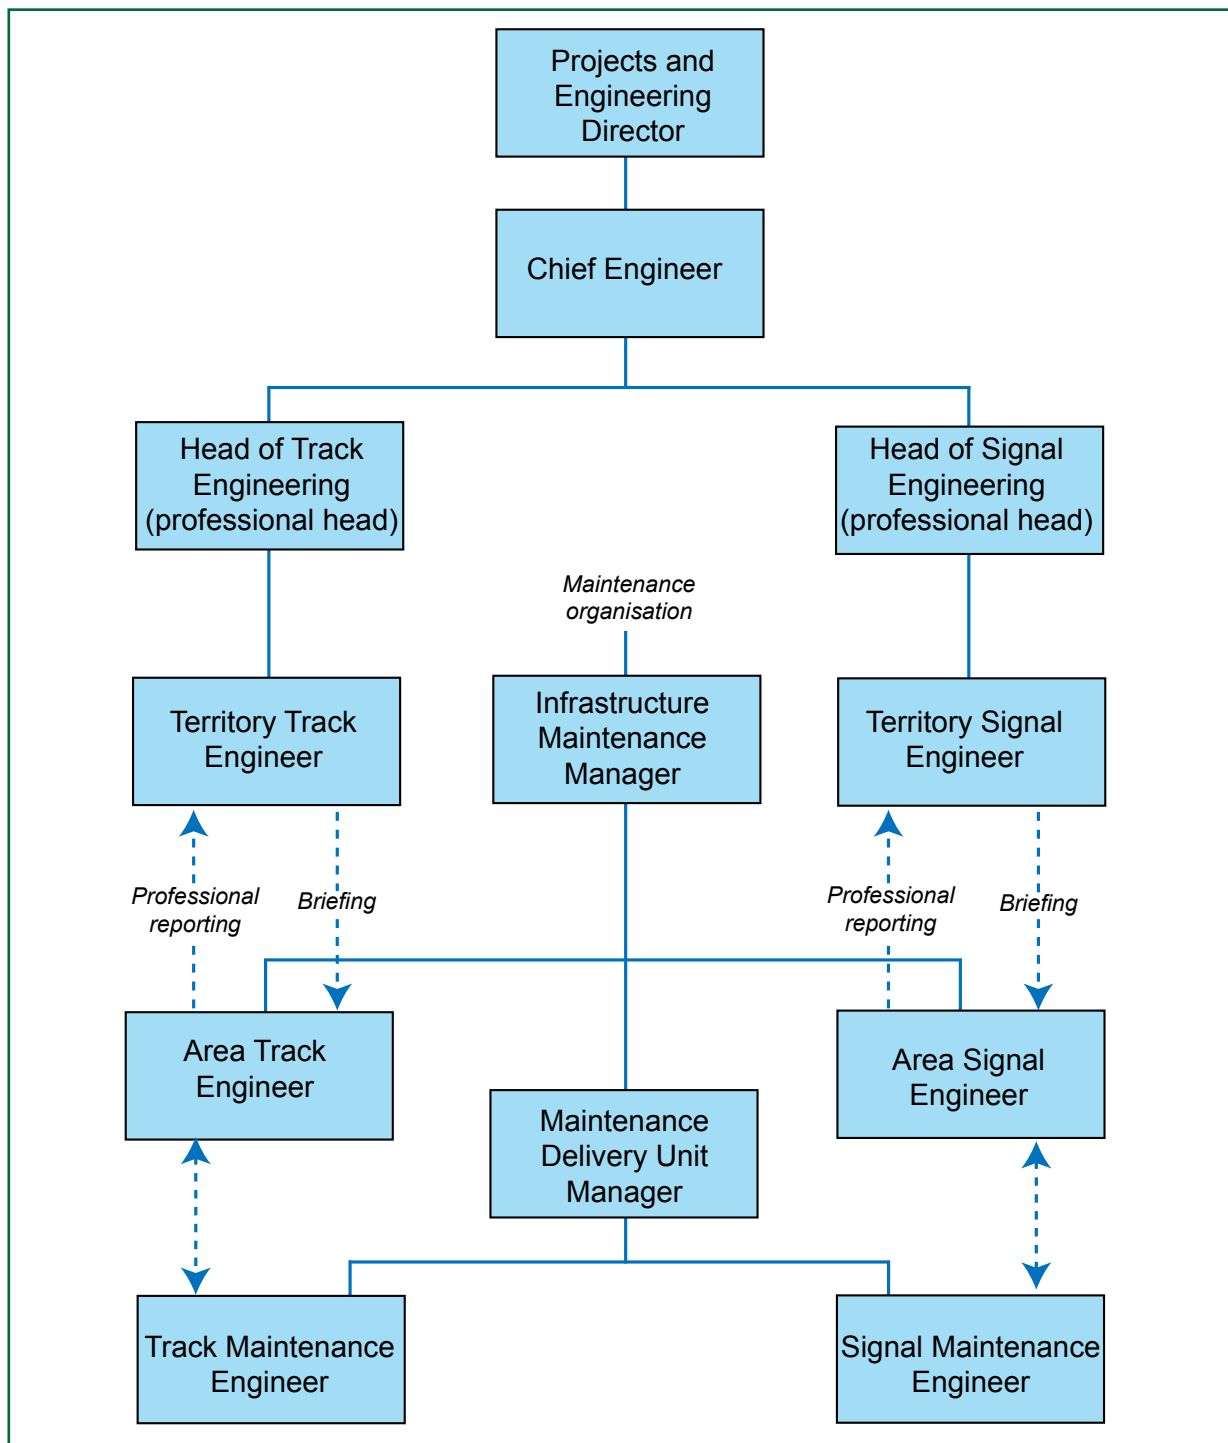 Projects and
Engineering
Director
Chief Engineer
Head of Track
Engineering
(professional head)
Head of Signal
Engineering
(professional head)
Maintenance
organisation
Territory Track
Engineer
Infrastructure
Maintenance
Manager
Territory Signal
Engineer
Professional
reporting
Briefing
Professional
reporting
Briefing
Area Track
Engineer
Area Signal
Engineer
Maintenance
Delivery Unit
Manager
Track Maintenance
Engineer
Signal Maintenance
Engineer